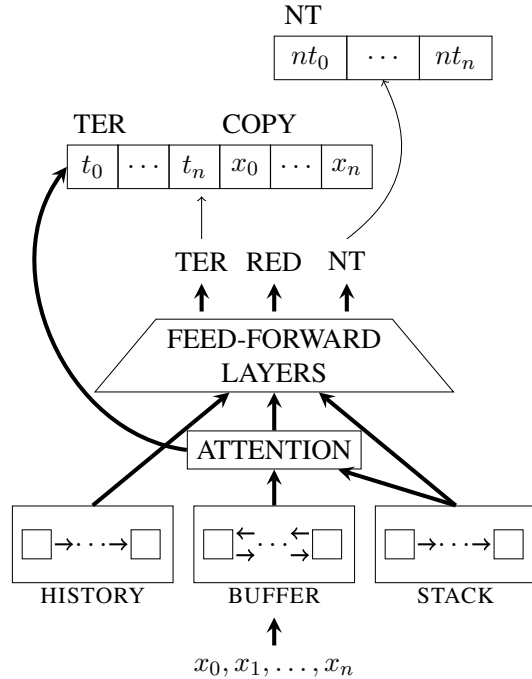 NT
nt₀ ⋯ ntₙ
TER COPY
t₀ ⋯ tₙ x₀ ⋯ xₙ
TER RED NT
FEED-FORWARD
LAYERS
ATTENTION
⋯ ⋯ ⋯
HISTORY BUFFER STACK
x₀, x₁, . . . , xₙ